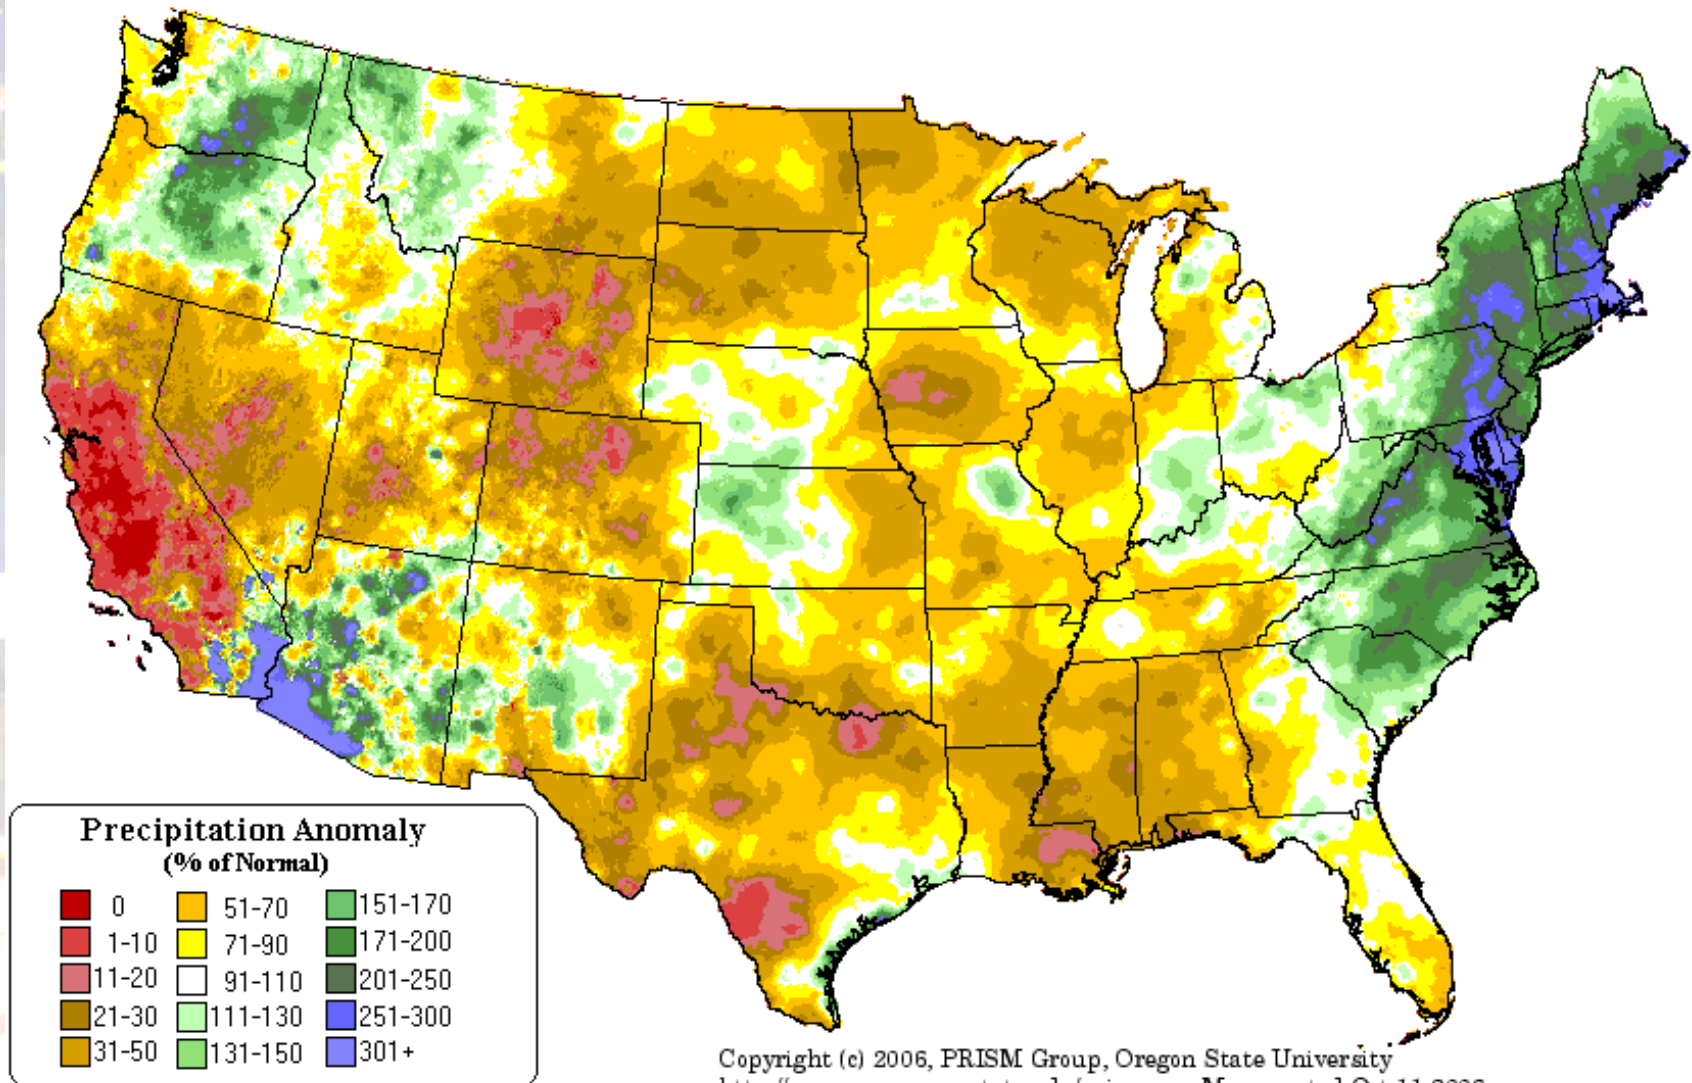 Precipitation Anomaly
(% of Normal)
0 51-70 151-170
1-10 71-90 171-200
11-20 91-110 201-250
21-30 111-130 251-300
31-50 131-150 301+
Copyright (c) 2006, PRISM Group, Oregon State University